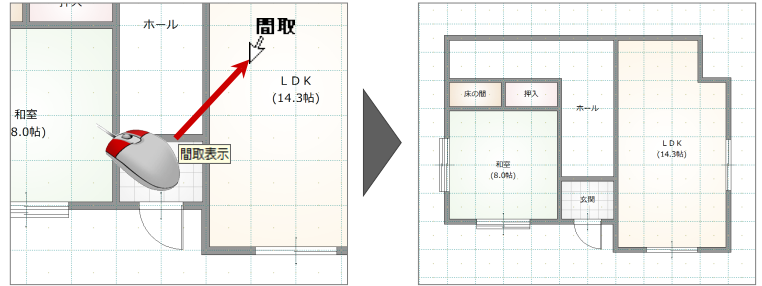 押入
ホール
間取
ＬＤＫ
(14.3帖)
和室
8.0帖)
間取表示
床の間
押入
ホール
ＬＤＫ
(14.3帖)
和室
(8.0帖)
玄関